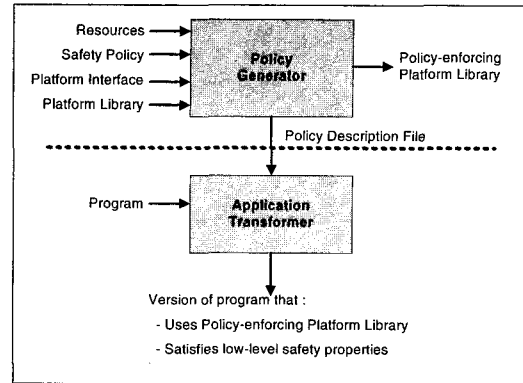 Resources
Safety Policy
Platform Interface
Platform Library
Policy
Generator
Policy-enforcing
Platform Library
Policy Description File
Program
Application
Transformer
Version of program that :
- Uses Policy-enforcing Platform Library
- Satisfies low-level safety properties